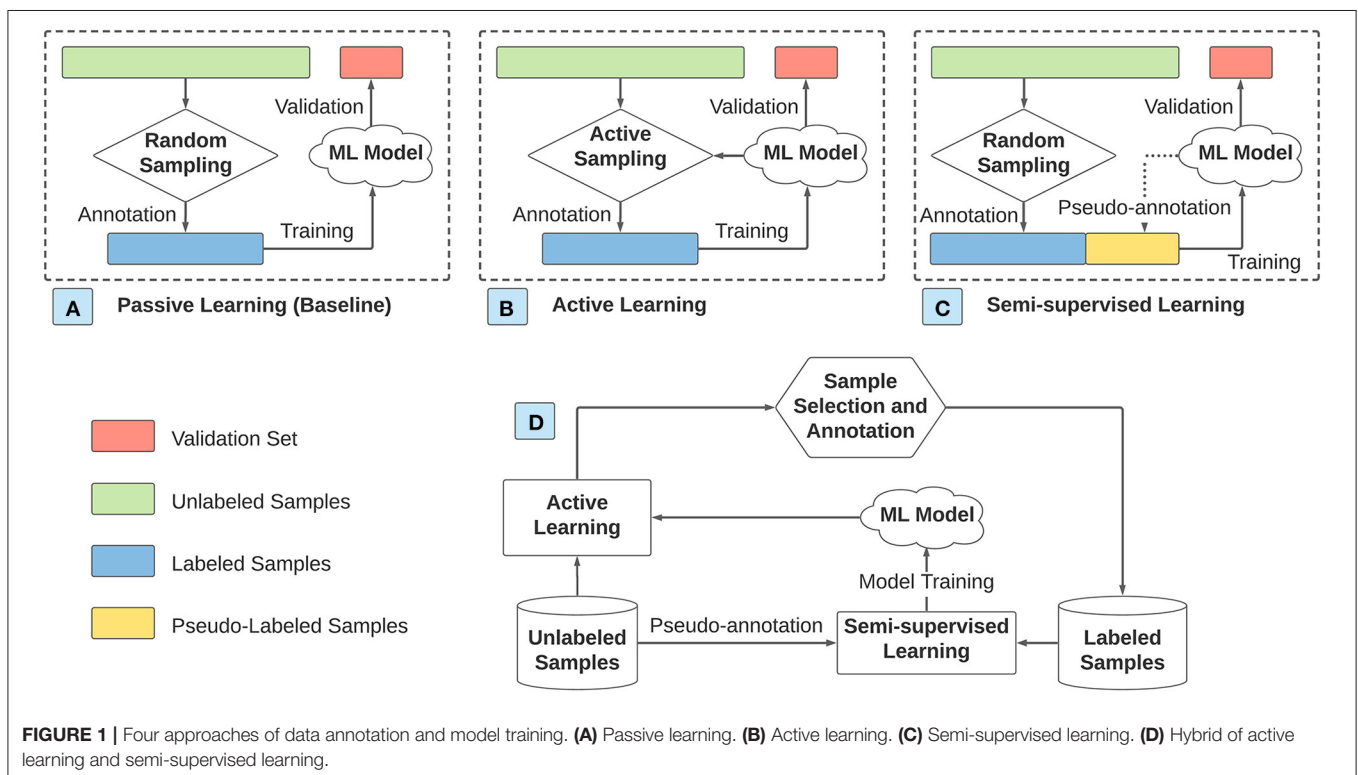 Validation
Random
Sampling
ML Model
Annotation
Training
A
Passive Learning (Baseline)
Validation
Active
Sampling
ML Model
Annotation
Training
B
Active Learning
Validation
Random
Sampling
ML Model
Annotation
Pseudo-annotation
Training
C
Semi-supervised Learning
Validation Set
Unlabeled Samples
Labeled Samples
Pseudo-Labeled Samples
D
Sample
Selection and
Annotation
Active
Learning
ML Model
Model Training
Unlabeled
Samples
Pseudo-annotation
Semi-supervised
Learning
Labeled
Samples
FIGURE 1 | Four approaches of data annotation and model training. (A) Passive learning. (B) Active learning. (C) Semi-supervised learning. (D) Hybrid of active
learning and semi-supervised learning.